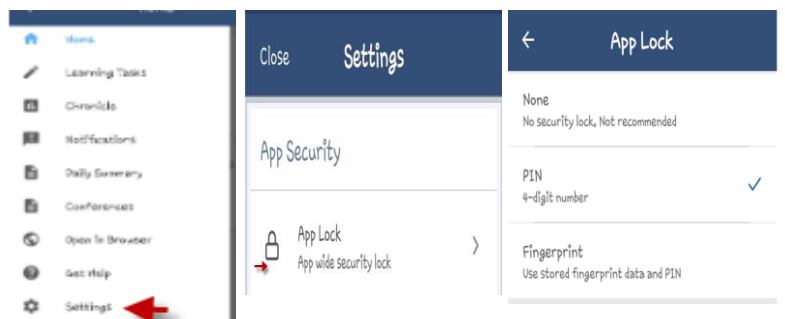 Home
Home
Learning Tasks
Chronicle
Notifications
Daily Summary
Conferences
Open in Browser
Get Help
Settings
Close Settings
App Security
App Lock
App wide security lock
App Lock
None
No security lock, Not recommended
PIN
4-digit number
Fingerprint
Use stored fingerprint data and PIN